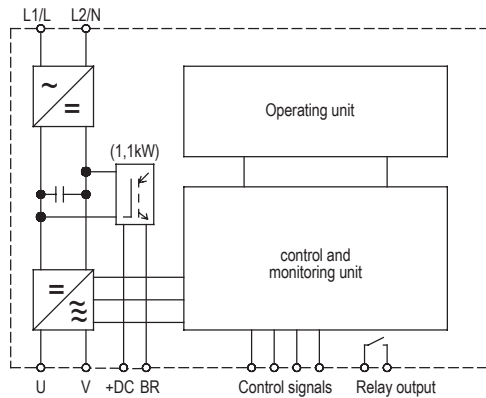 L1/L L2/N
~
=
(1,1kW)
Operating unit
control and
monitoring unit
=
≈
~
U V +DC BR Control signals Relay output